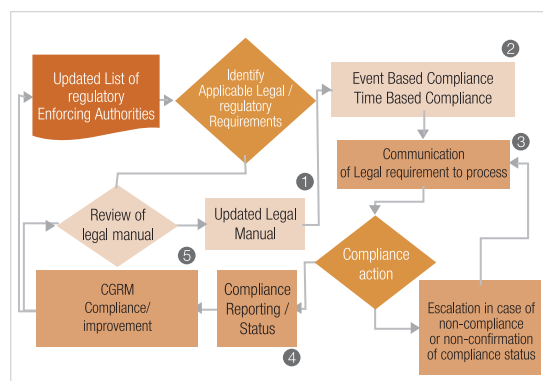 Updated List of
regulatory
Enforcing Authorities
Identify
Applicable Legal /
regulatory
Requirements
2
Event Based Compliance
Time Based Compliance
3
Communication
of Legal requirement to process
1
Review of
legal manual
Updated Legal
Manual
Compliance
action
5
CGRM
Compliance/
improvement
Compliance
Reporting /
Status
4
Escalation in case of
non-compliance
or non-confirmation
of compliance status